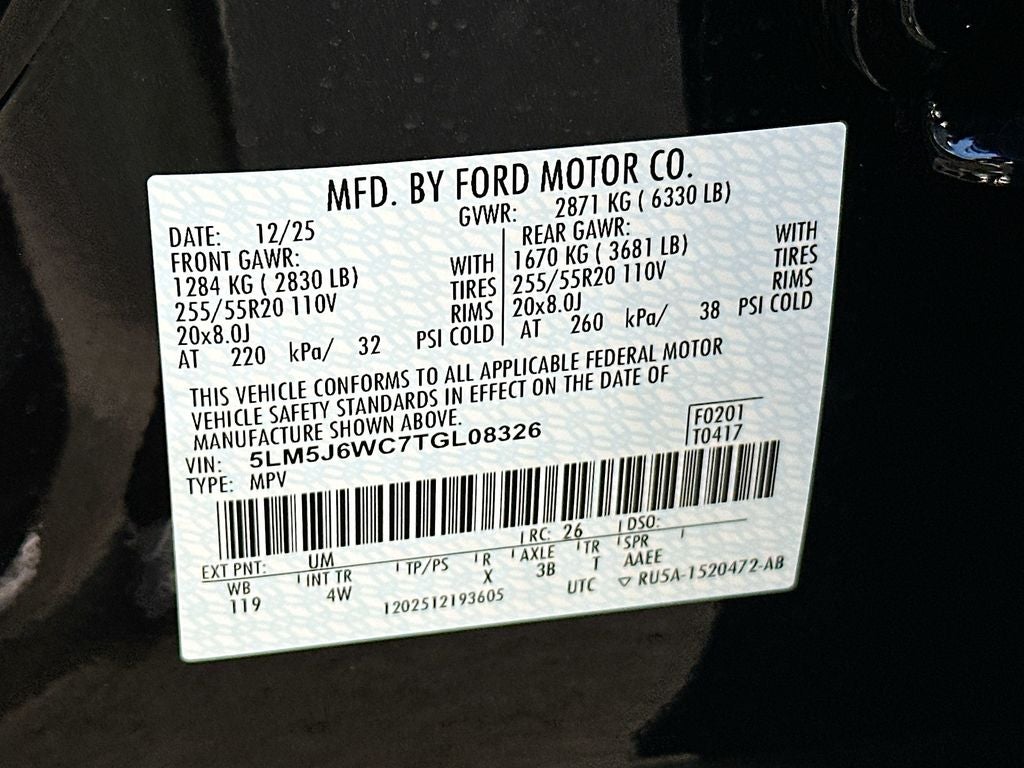 MFD. BY FORD MOTOR CO.
DATE: 12/25 GVWR: 2871 KG ( 6330 LB)
FRONT GAWR: REAR GAWR:
1284 KG ( 2830 LB) WITH 1670 KG ( 3681 LB) WITH
255/55R20 110V TIRES 255/55R20 110V TIRES
20x8.0J RIMS 20x8.0J RIMS
AT 220 kPa/ 32 PSI COLD AT 260 kPa/ 38 PSI COLD
THIS VEHICLE CONFORMS TO ALL APPLICABLE FEDERAL MOTOR
VEHICLE SAFETY STANDARDS IN EFFECT ON THE DATE OF
MANUFACTURE SHOWN ABOVE.
F0201
VIN: 5LM5J6WC7TGL08326 T0417
TYPE: MPV
EXT PNT: UM RC: 26 DSO:
WB INT TR TP/PS R AXLE TR SPR
119 4W X 3B T AAEE
1202512193605 UTC ▽ RU5A-1520472-AB